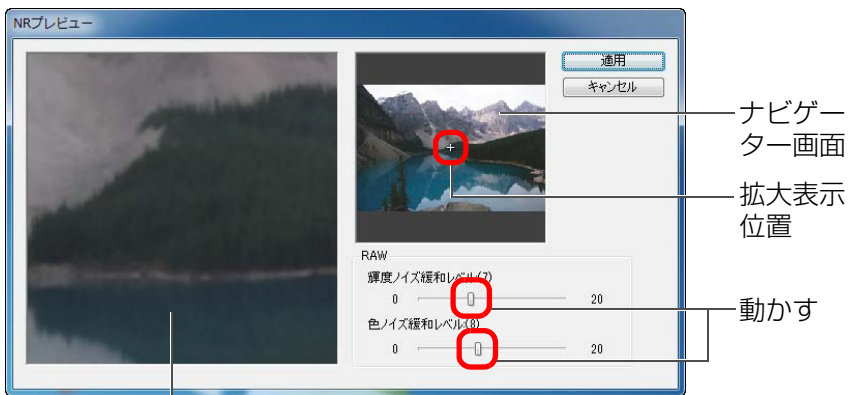 NRプレビュー
適用
キャンセル
ナビゲー
ター画面
拡大表示
位置
RAW
輝度ノイズ緩和レベル(7)
0
20
動かす
色ノイズ緩和レベル(8)
0
20